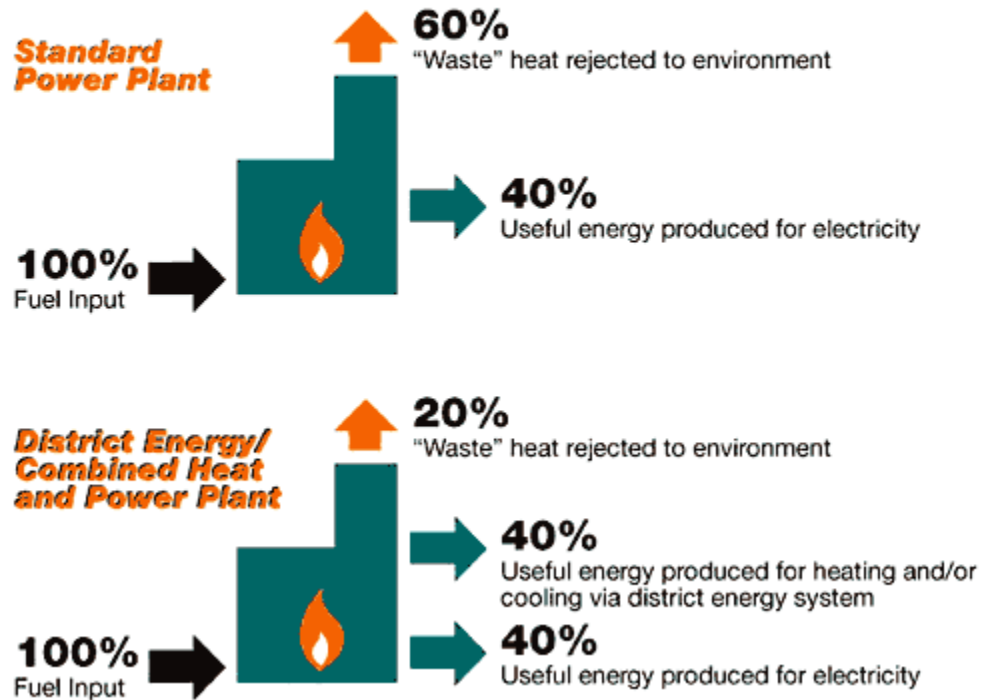 Standard
Power Plant
60%
“Waste” heat rejected to environment
40%
Useful energy produced for electricity
100%
Fuel Input
District Energy/
Combined Heat
and Power Plant
20%
“Waste” heat rejected to environment
40%
Useful energy produced for heating and/or
cooling via district energy system
100%
Fuel Input
40%
Useful energy produced for electricity